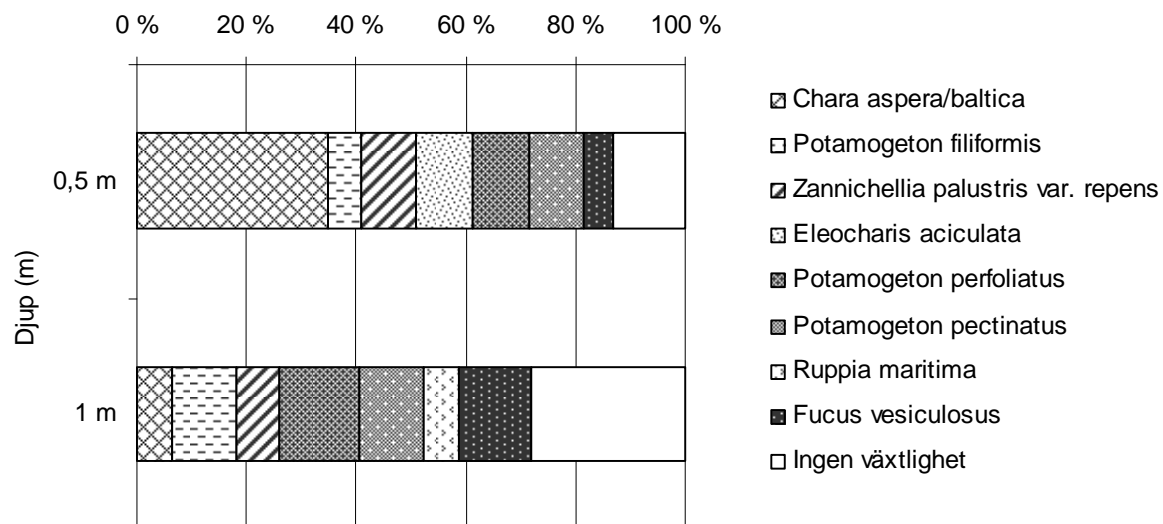 0 % 20 % 40 % 60 % 80 % 100 %
0,5 m
1 m
Djup (m)
Chara aspera/baltica
Potamogeton filiformis
Zannichellia palustris var. repens
Eleocharis aciculata
Potamogeton perfoliatus
Potamogeton pectinatus
Ruppia maritima
Fucus vesiculosus
Ingen växtlighet